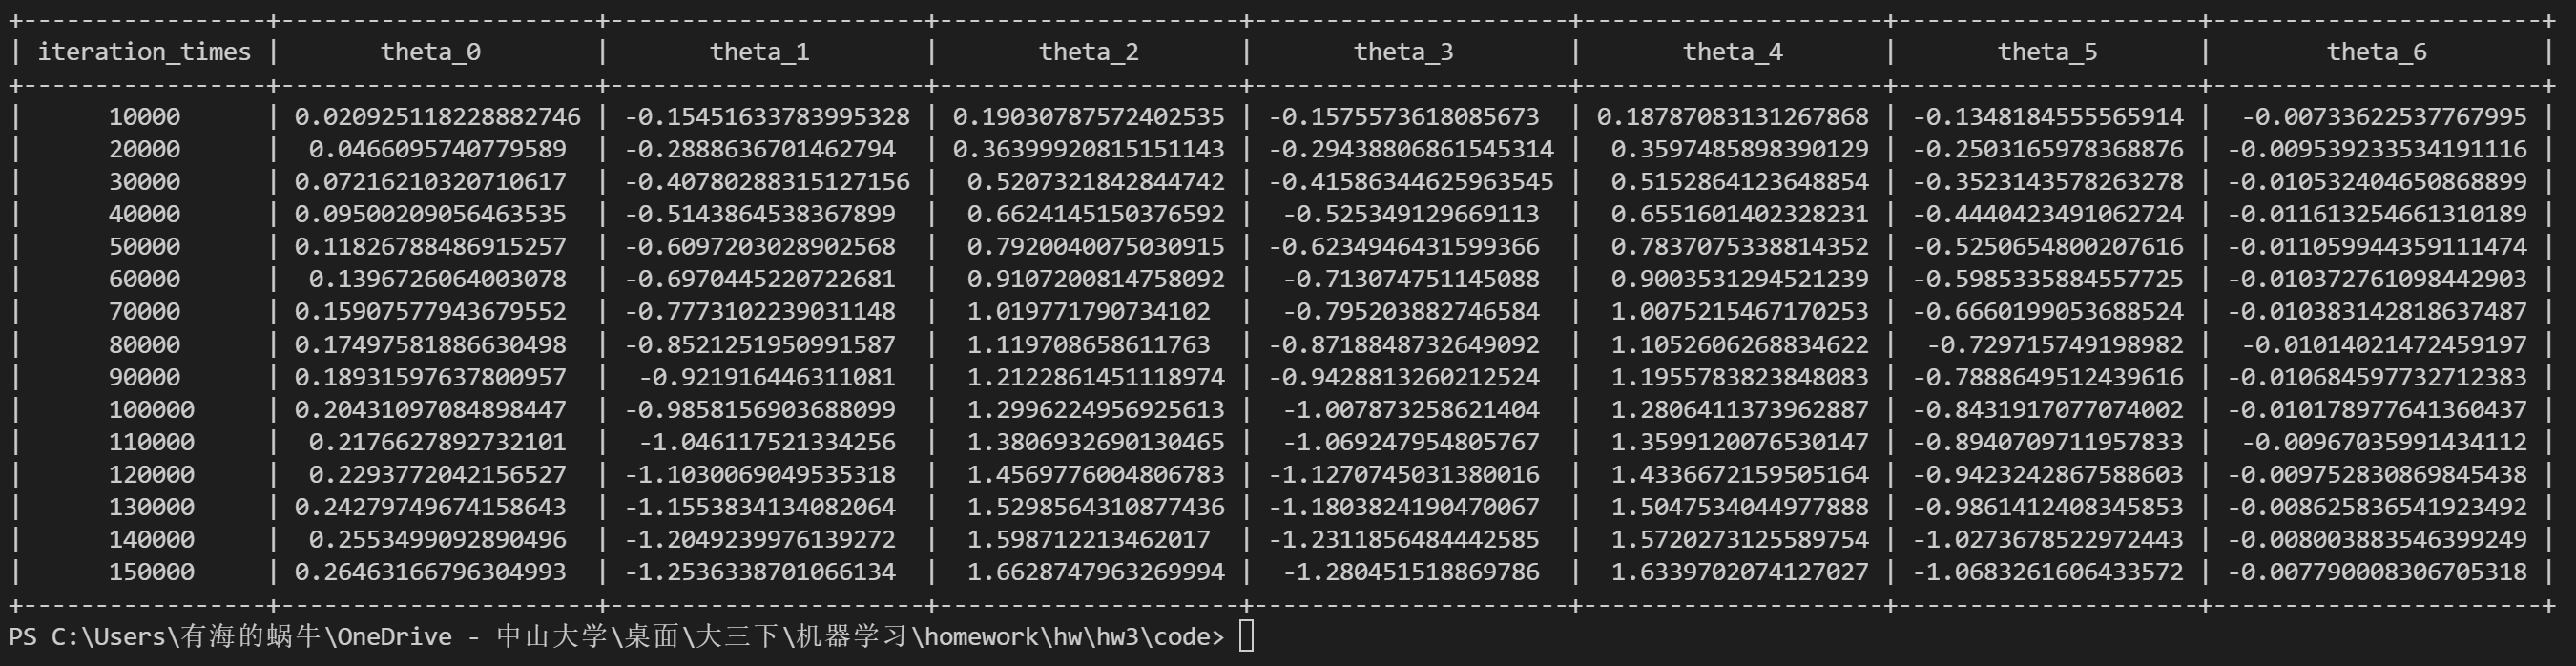 +-----------------+----------------------+----------------------+---------------------+----------------------+---------------------+---------------------+-----------------------+
| iteration_times |       theta_0        |       theta_1        |       theta_2       |       theta_3        |       theta_4       |       theta_5       |        theta_6        |
+-----------------+----------------------+----------------------+---------------------+----------------------+---------------------+---------------------+-----------------------+
|      10000      | 0.020925118228882746 | -0.15451633783995328 | 0.19030787572402535 | -0.1575573618085673  | 0.18787083131267868 | -0.1348184555565914 |  -0.00733622537767995 |
|      20000      |  0.0466095740779589  | -0.2888636701462794  | 0.36399920815151143 | -0.29438806861545314 |  0.3597485898390129 | -0.2503165978368876 | -0.009539233534191116 |
|      30000      | 0.07216210320710617  | -0.40780288315127156 |  0.5207321842844742 | -0.41586344625963545 |  0.5152864123648854 | -0.3523143578263278 | -0.010532404650868899 |
|      40000      | 0.09500209056463535  | -0.5143864538367899  |  0.6624145150376592 |  -0.525349129669113  |  0.6551601402328231 | -0.4440423491062724 | -0.011613254661310189 |
|      50000      | 0.11826788486915257  | -0.6097203028902568  |  0.7920040075030915 | -0.6234946431599366  |  0.7837075338814352 | -0.5250654800207616 | -0.011059944359111474 |
|      60000      |  0.1396726064003078  | -0.6970445220722681  |  0.9107200814758092 |  -0.713074751145088  |  0.9003531294521239 | -0.5985335884557725 | -0.010372761098442903 |
|      70000      | 0.15907577943679552  | -0.7773102239031148  |  1.019771790734102  |  -0.795203882746584  |  1.0075215467170253 | -0.6660199053688524 | -0.010383142818637487 |
|      80000      | 0.17497581886630498  | -0.8521251950991587  |  1.119708658611763  | -0.8718848732649092  |  1.1052606268834622 |  -0.729715749198982 |  -0.01014021472459197 |
|      90000      | 0.18931597637800957  |  -0.921916446311081  |  1.2122861451118974 | -0.9428813260212524  |  1.1955783823848083 | -0.7888649512439616 | -0.010684597732712383 |
|      100000     | 0.20431097084898447  | -0.9858156903688099  |  1.2996224956925613 |  -1.007873258621404  |  1.2806411373962887 | -0.8431917077074002 | -0.010178977641360437 |
|      110000     |  0.2176627892732101  |  -1.046117521334256  |  1.3806932690130465 |  -1.069247954805767  |  1.3599120076530147 | -0.8940709711957833 |  -0.00967035991434112 |
|      120000     |  0.2293772042156527  | -1.1030069049535318  |  1.4569776004806783 | -1.1270745031380016  |  1.4336672159505164 | -0.9423242867588603 | -0.009752830869845438 |
|      130000     | 0.24279749674158643  | -1.1553834134082064  |  1.5298564310877436 | -1.1803824190470067  |  1.5047534044977888 | -0.9861412408345853 | -0.008625836541923492 |
|      140000     |  0.2553499092890496  | -1.2049239976139272  |  1.598712213462017  | -1.2311856484442585  |  1.5720273125589754 | -1.0273678522972443 | -0.008003883546399249 |
|      150000     | 0.26463166796304993  | -1.2536338701066134  |  1.6628747963269994 |  -1.280451518869786  |  1.6339702074127027 | -1.0683261606433572 | -0.007790008306705318 |
+-----------------+----------------------+----------------------+---------------------+----------------------+---------------------+---------------------+-----------------------+
PS C:\Users\有海的蜗牛\OneDrive - 中山大学\桌面\大三下\机器学习\homework\hw\hw3\code>